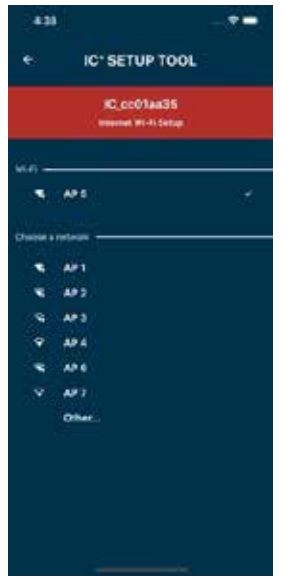 4:38
IC⁺ SETUP TOOL
IC_cc01aa35
Internet Wi-Fi Setup
Wi-Fi
AP 5
Choose a network
AP 1
AP 2
AP 3
AP 4
AP 6
AP 7
Other...